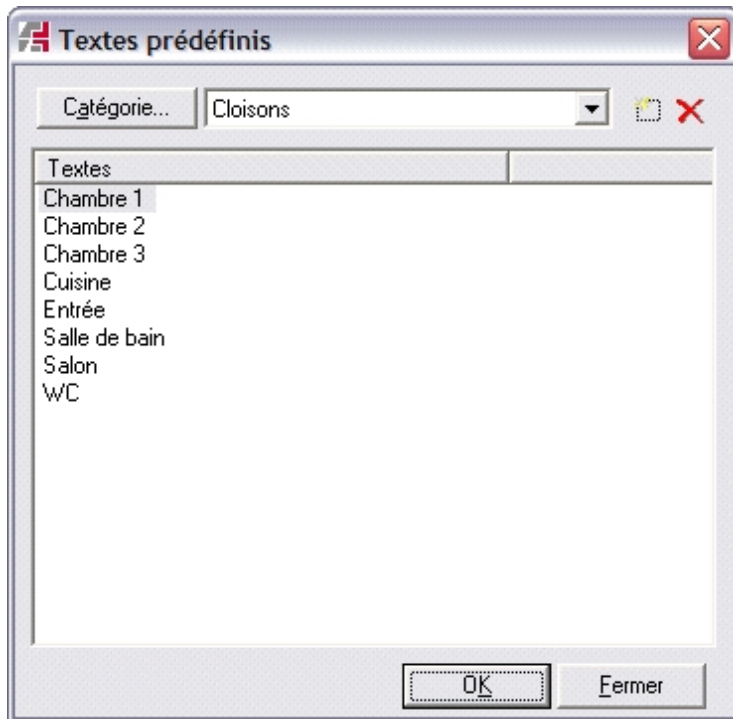 Textes prédéfinis
Catégorie... Cloisons
Textes
Chambre 1
Chambre 2
Chambre 3
Cuisine
Entrée
Salle de bain
Salon
WC
OK Fermer